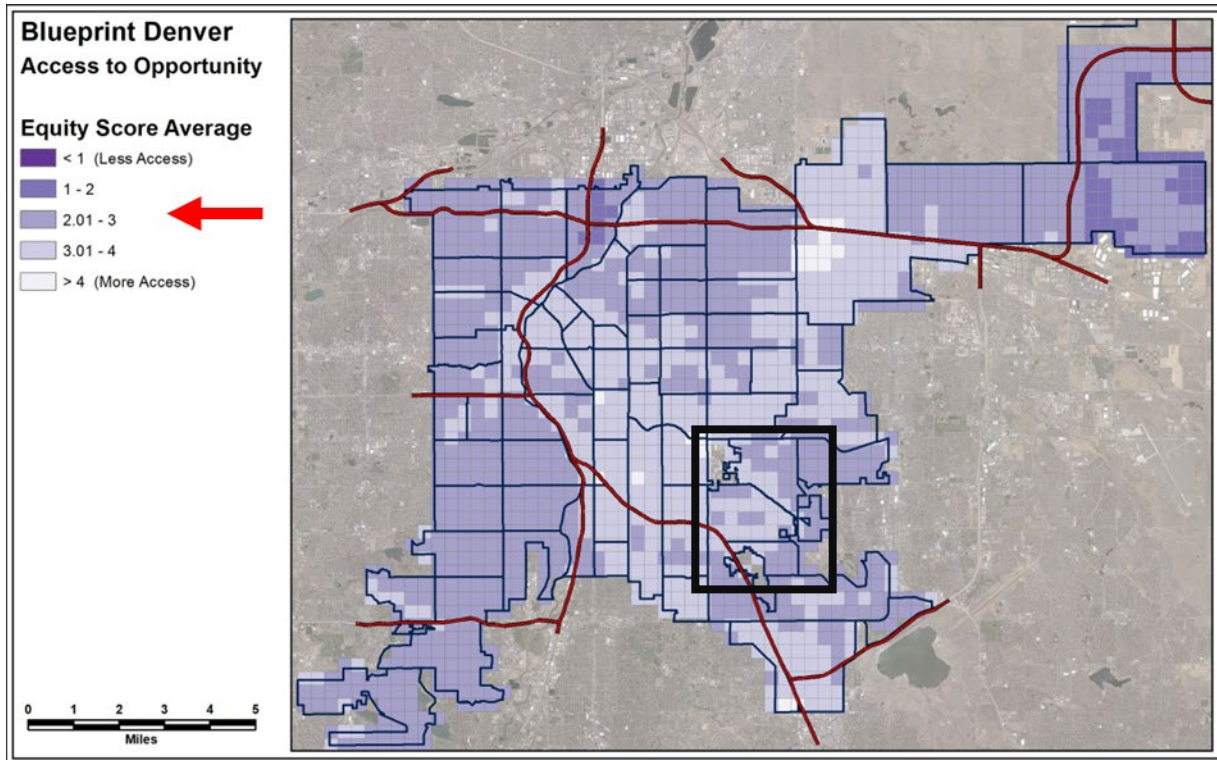 Blueprint Denver
Access to Opportunity
Equity Score Average
< 1 (Less Access)
1 - 2
2.01 - 3
3.01 - 4
> 4 (More Access)
0 1 2 3 4 5
Miles